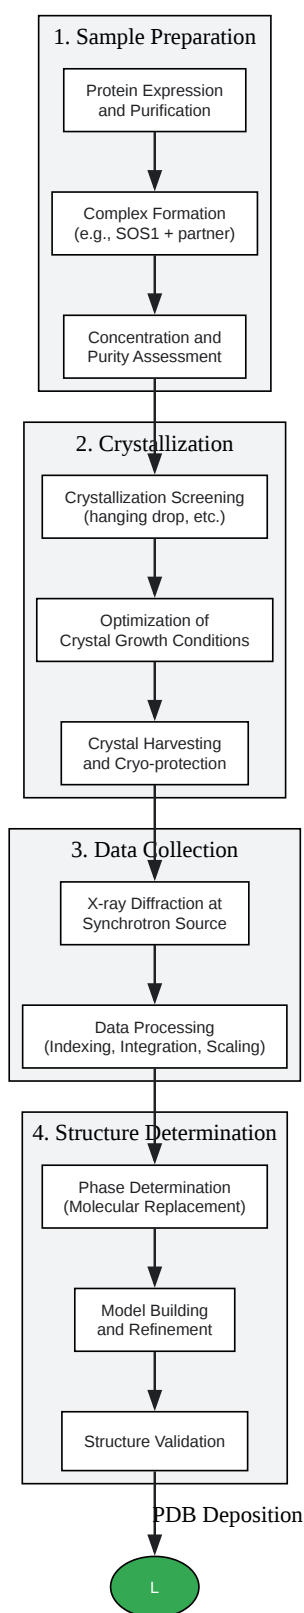 1. Sample Preparation
Protein Expression
and Purification
Complex Formation
(e.g., SOS1 + partner)
Concentration and
Purity Assessment
2. Crystallization
Crystallization Screening
(hanging drop, etc.)
Optimization of
Crystal Growth Conditions
Crystal Harvesting
and Cryo-protection
3. Data Collection
X-ray Diffraction at
Synchrotron Source
Data Processing
(Indexing, Integration, Scaling)
4. Structure Determination
Phase Determination
(Molecular Replacement)
Model Building
and Refinement
Structure Validation
PDB Deposition
L